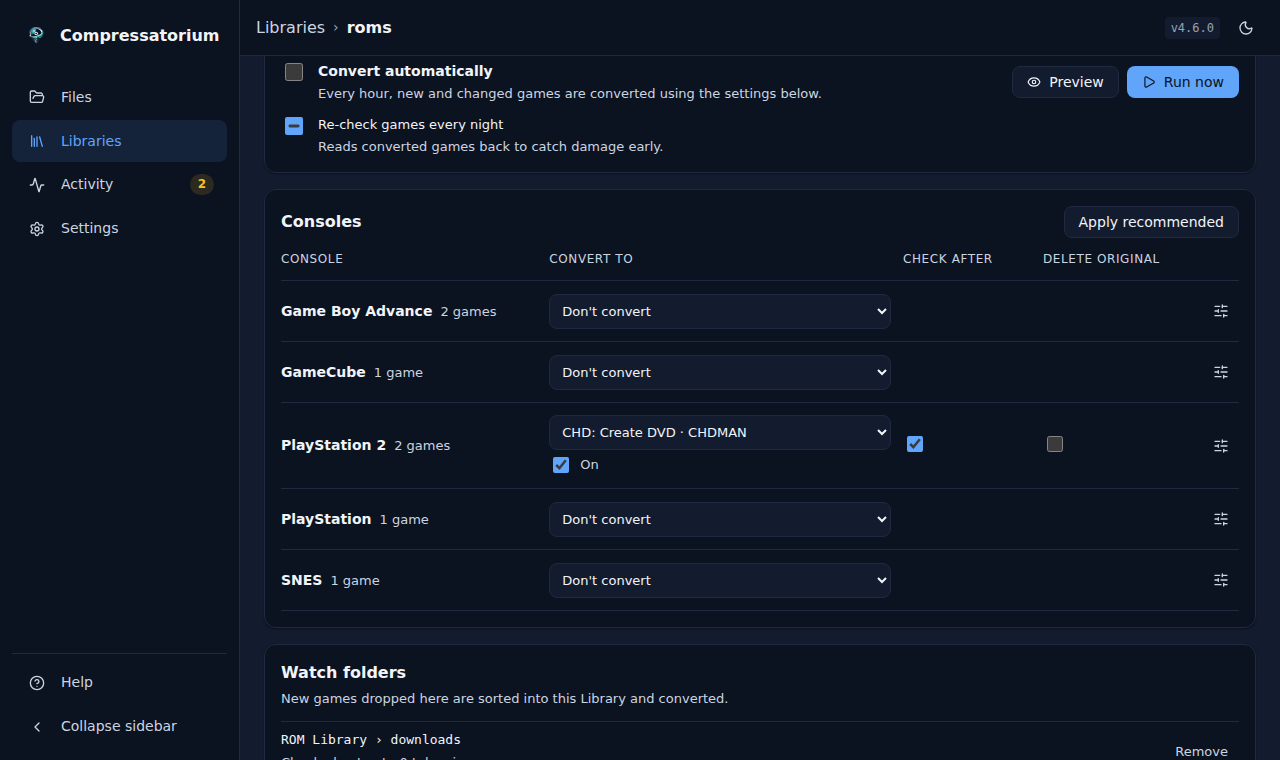 Compressatorium
Libraries › roms
v4.6.0
Files
Libraries
Activity 2
Settings
Help
Collapse sidebar
Convert automatically
Every hour, new and changed games are converted using the settings below.
Preview
Run now
Re-check games every night
Reads converted games back to catch damage early.
Consoles
Apply recommended
CONSOLE CONVERT TO CHECK AFTER DELETE ORIGINAL
Game Boy Advance 2 games Don't convert
GameCube 1 game Don't convert
PlayStation 2 2 games CHD: Create DVD · CHDMAN
On
PlayStation 1 game Don't convert
SNES 1 game Don't convert
Watch folders
New games dropped here are sorted into this Library and converted.
ROM Library › downloads
Remove